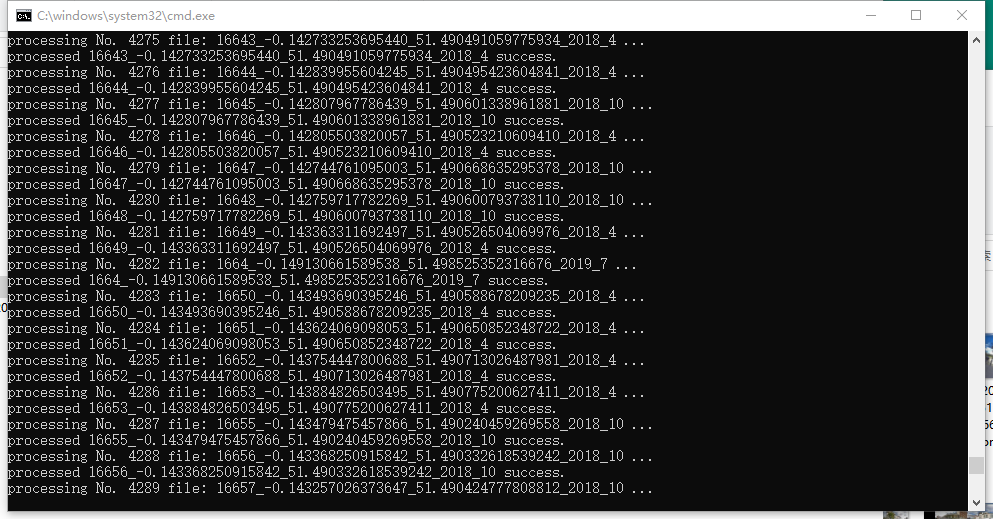 C:\windows\system32\cmd.exe
processing No. 4275 file: 16643_-0.142733253695440_51.490491059775934_2018_4 ...
processed 16643_-0.142733253695440_51.490491059775934_2018_4 success.
processing No. 4276 file: 16644_-0.142839955604245_51.490495423604841_2018_4 ...
processed 16644_-0.142839955604245_51.490495423604841_2018_4 success.
processing No. 4277 file: 16645_-0.142807967786439_51.490601338961881_2018_10 ...
processed 16645_-0.142807967786439_51.490601338961881_2018_10 success.
processing No. 4278 file: 16646_-0.142805503820057_51.490523210609410_2018_4 ...
processed 16646_-0.142805503820057_51.490523210609410_2018_4 success.
processing No. 4279 file: 16647_-0.142744761095003_51.490668635295378_2018_10 ...
processed 16647_-0.142744761095003_51.490668635295378_2018_10 success.
processing No. 4280 file: 16648_-0.142759717782269_51.490600793738110_2018_10 ...
processed 16648_-0.142759717782269_51.490600793738110_2018_10 success.
processing No. 4281 file: 16649_-0.143363311692497_51.490526504069976_2018_4 ...
processed 16649_-0.143363311692497_51.490526504069976_2018_4 success.
processing No. 4282 file: 1664_-0.149130661589538_51.498525352316676_2019_7 ...
processed 1664_-0.149130661589538_51.498525352316676_2019_7 success.
processing No. 4283 file: 16650_-0.143493690395246_51.490588678209235_2018_4 ...
processed 16650_-0.143493690395246_51.490588678209235_2018_4 success.
processing No. 4284 file: 16651_-0.143624069098053_51.490650852348722_2018_4 ...
processed 16651_-0.143624069098053_51.490650852348722_2018_4 success.
processing No. 4285 file: 16652_-0.143754447800688_51.490713026487981_2018_4 ...
processed 16652_-0.143754447800688_51.490713026487981_2018_4 success.
processing No. 4286 file: 16653_-0.143884826503495_51.490775200627411_2018_4 ...
processed 16653_-0.143884826503495_51.490775200627411_2018_4 success.
processing No. 4287 file: 16655_-0.143479475457866_51.490240459269558_2018_10 ...
processed 16655_-0.143479475457866_51.490240459269558_2018_10 success.
processing No. 4288 file: 16656_-0.143368250915842_51.490332618539242_2018_10 ...
processed 16656_-0.143368250915842_51.490332618539242_2018_10 success.
processing No. 4289 file: 16657_-0.143257026373647_51.490424777808812_2018_10 ...